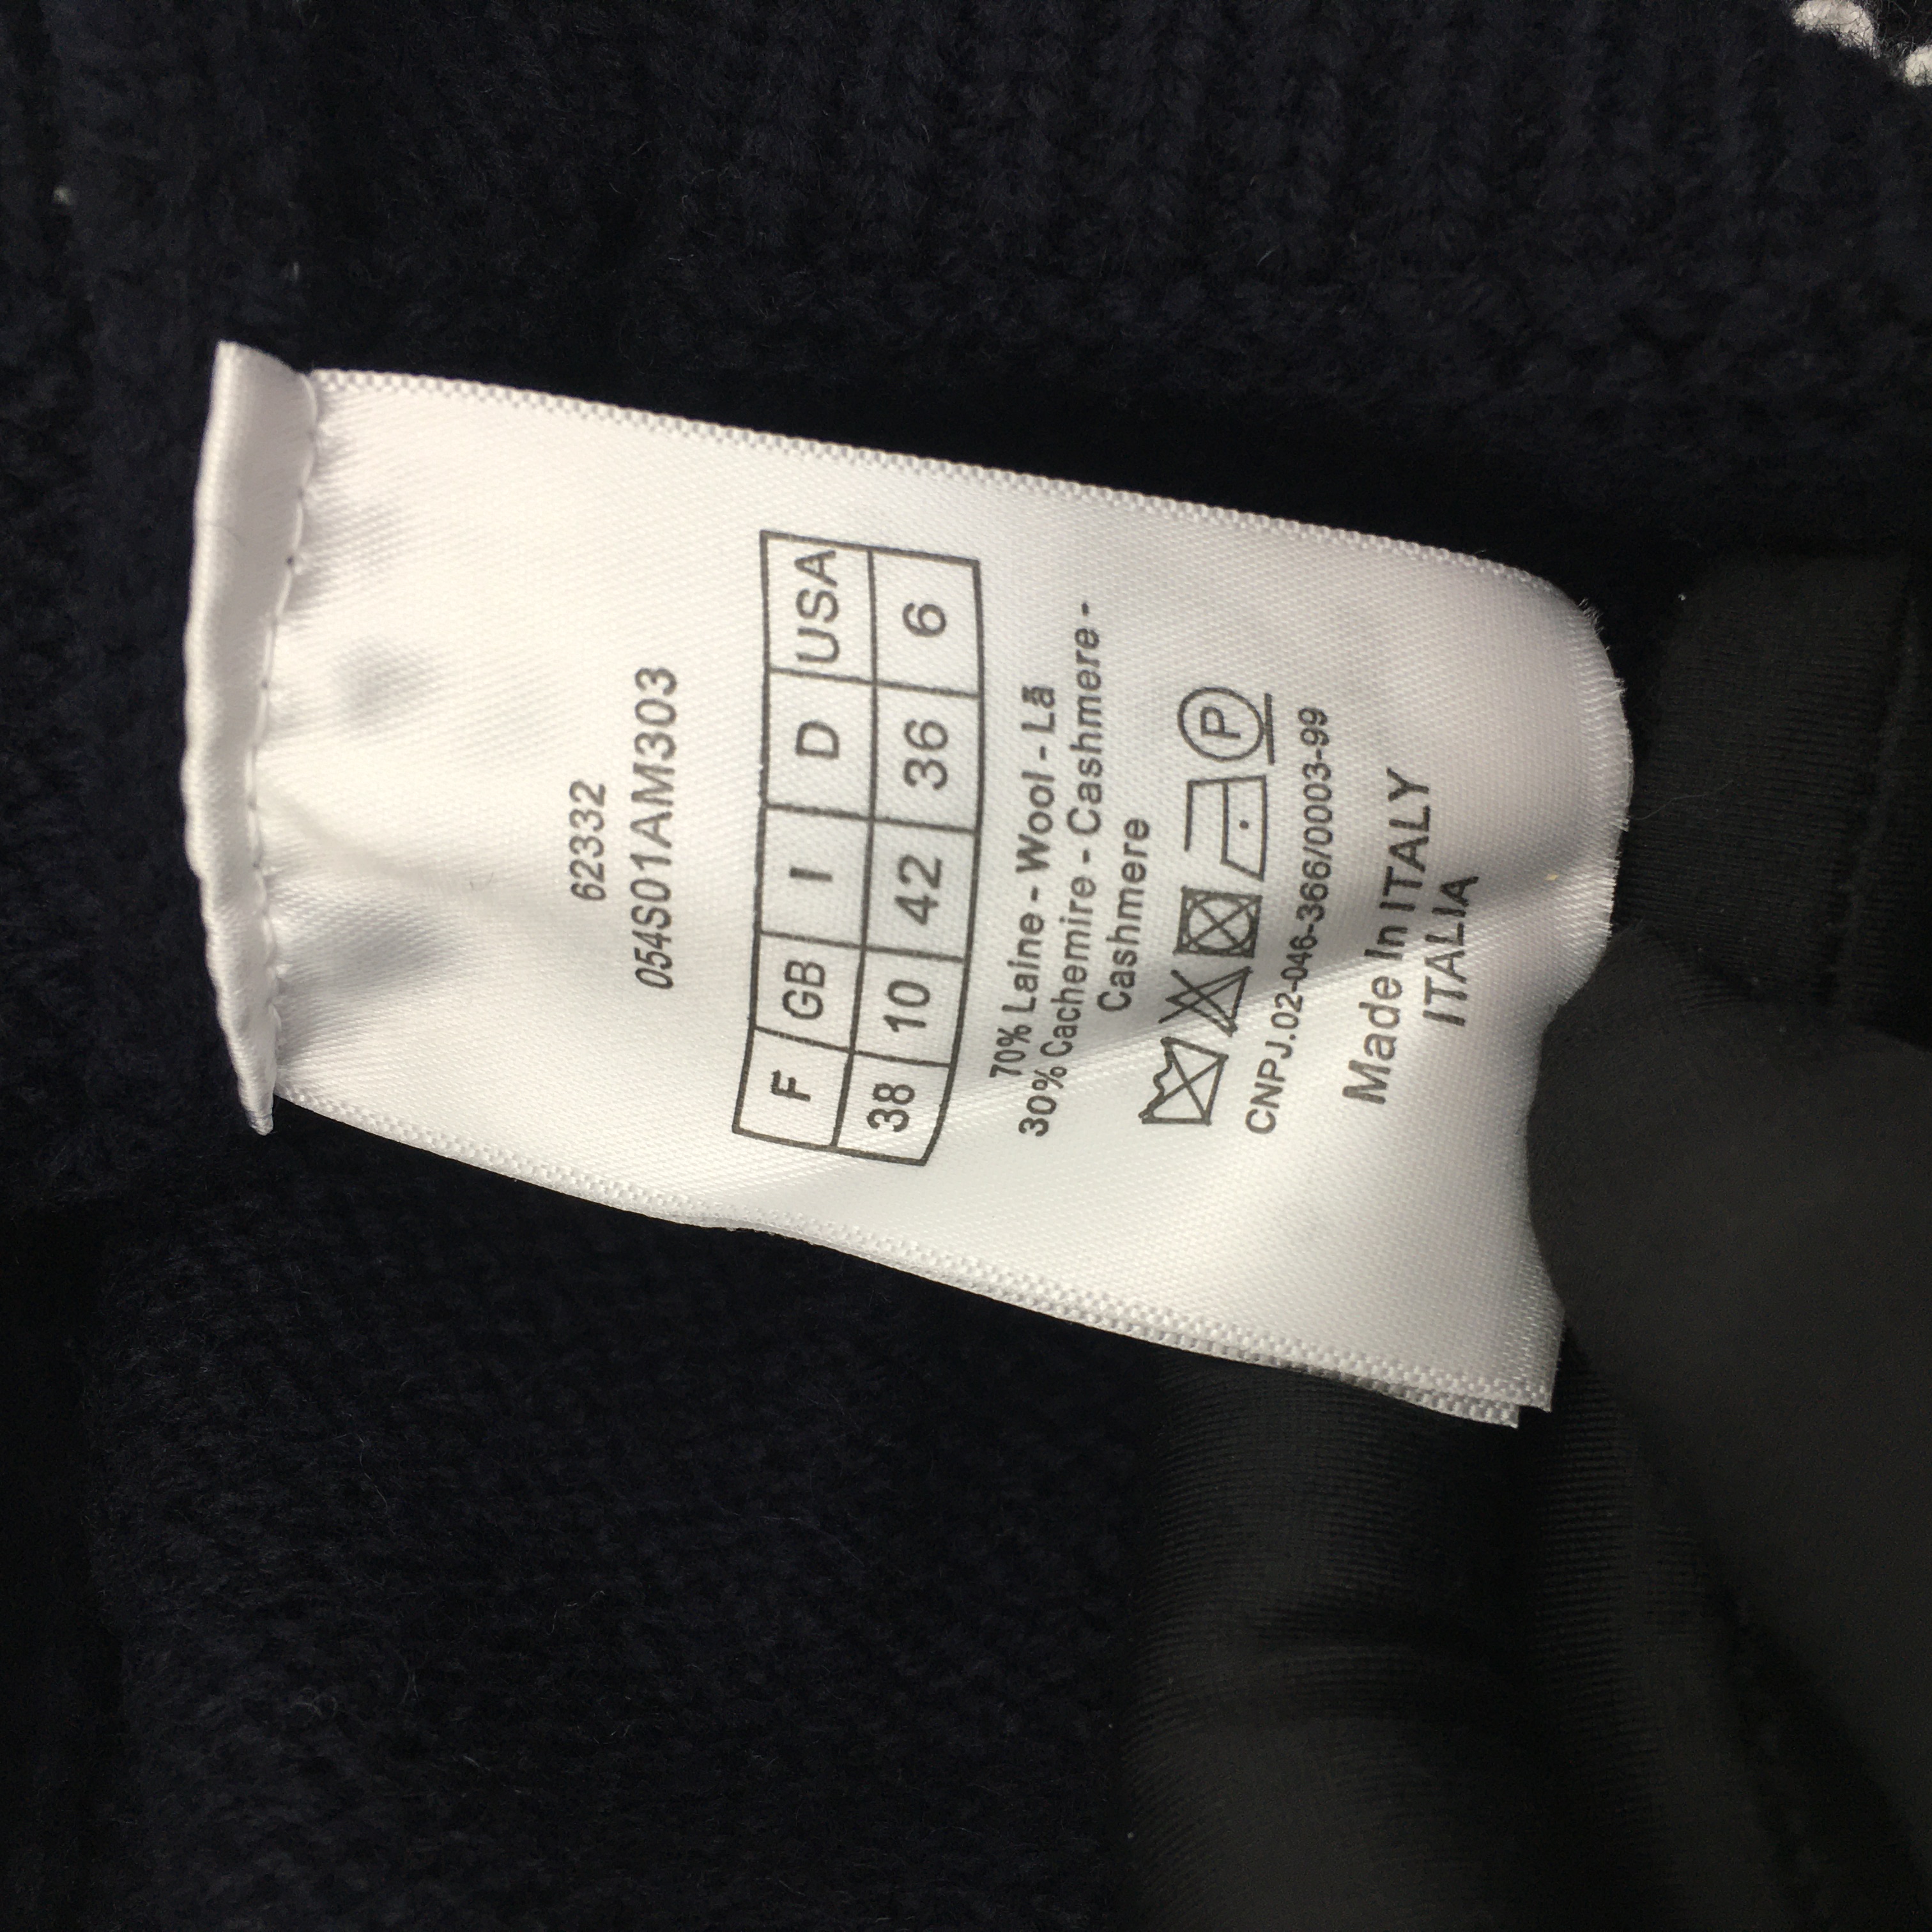 62332
054S01AM303
F GB I D USA
38 10 42 36 6
70% Laine - Wool - Lã
30% Cachemire - Cashmere -
Cashmere
P
CNPJ.02-046-366/0003-99
Made In ITALY
ITALIA